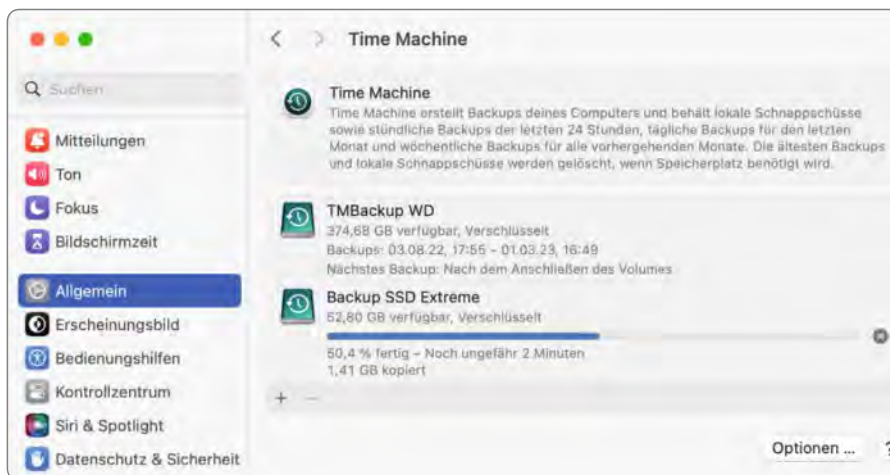 Time Machine
Suchen
Mitteilungen
Ton
Fokus
Bildschirmzeit
Allgemein
Erscheinungsbild
Bedienungshilfen
Kontrollzentrum
Siri & Spotlight
Datenschutz & Sicherheit
Time Machine
Time Machine erstellt Backups deines Computers und behält lokale Schnappschüsse
sowie stündliche Backups der letzten 24 Stunden, tägliche Backups für den letzten
Monat und wöchentliche Backups für alle vorhergehenden Monate. Die ältesten Backups
und lokale Schnappschüsse werden gelöscht, wenn Speicherplatz benötigt wird.
TMBackup WD
374,68 GB verfügbar, Verschlüsselt
Backups: 03.08.22, 17:55 – 01.03.23, 16:49
Nächstes Backup: Nach dem Anschließen des Volumes
Backup SSD Extreme
52,80 GB verfügbar, Verschlüsselt
50,4 % fertig – Noch ungefähr 2 Minuten
1,41 GB kopiert
+ −
Optionen ... ?